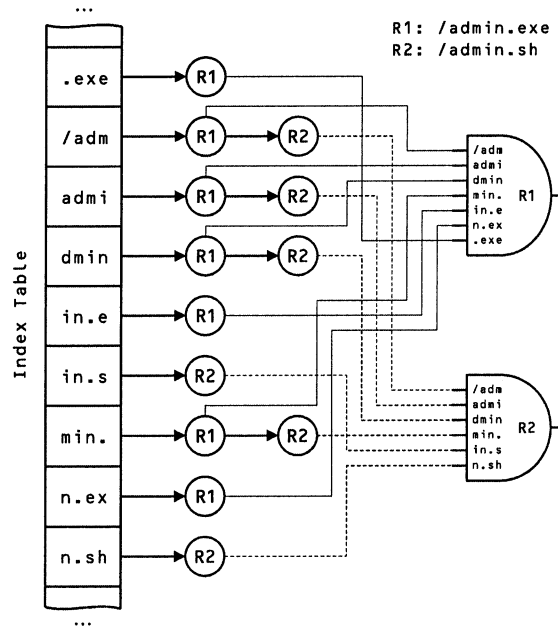 ...
R1: /admin.exe
R2: /admin.sh
.exe R1
/adm R1 R2
admi R1 R2
dmin R1 R2
in.e R1
in.s R2
min. R1 R2
n.ex R1
n.sh R2
...
Index Table
/adm
admi
dmin
min.
in.e
n.ex
.exe
R1
/adm
admi
dmin
min.
in.s
n.sh
R2